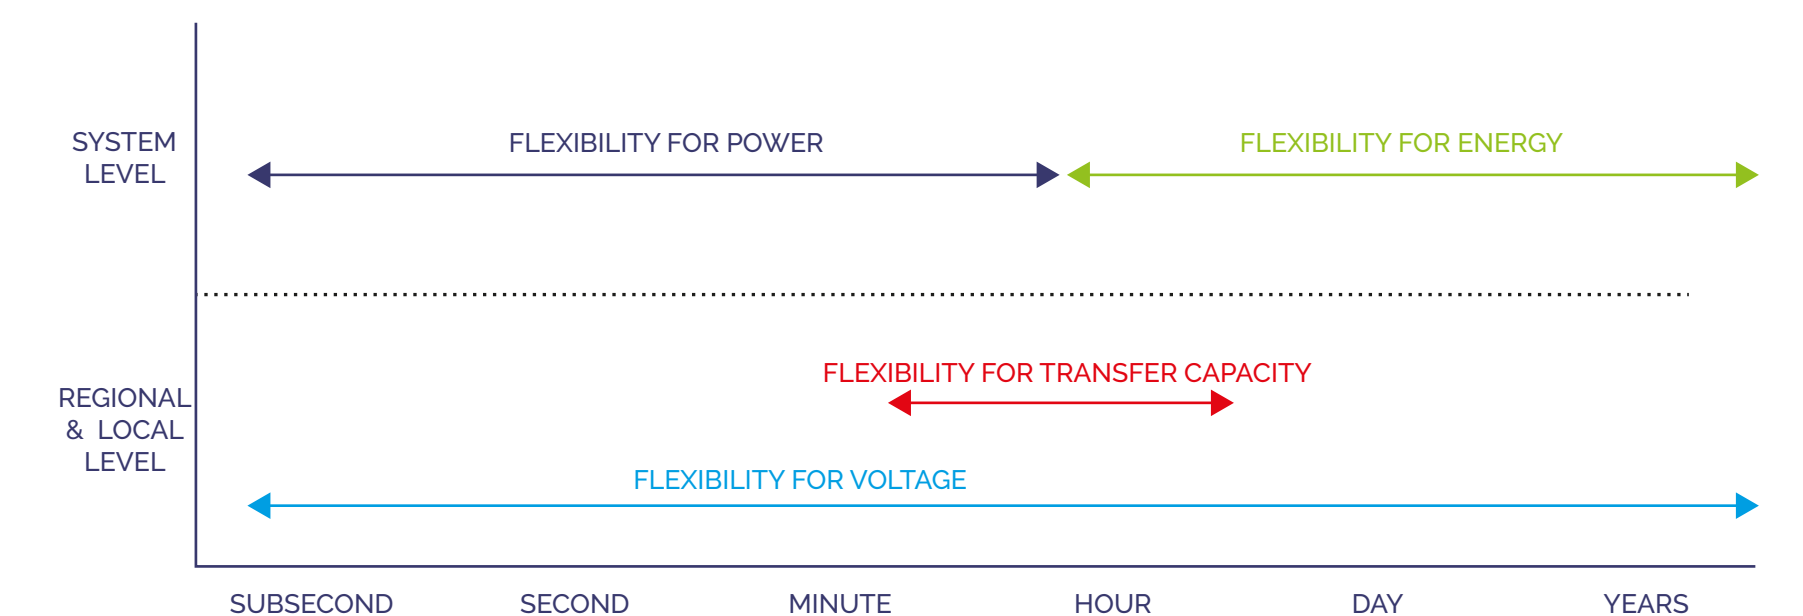 SYSTEM
LEVEL
FLEXIBILITY FOR POWER
FLEXIBILITY FOR ENERGY
REGIONAL
& LOCAL
LEVEL
FLEXIBILITY FOR TRANSFER CAPACITY
FLEXIBILITY FOR VOLTAGE
SUBSECOND SECOND MINUTE HOUR DAY YEARS